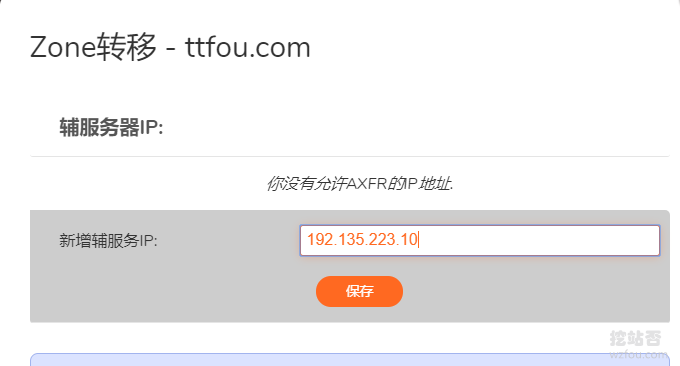 Zone转移 - ttfou.com
辅服务器IP:
你没有允许AXFR的IP地址.
新增辅服务IP:
192.135.223.10
保存
挖站否
wzfou.com